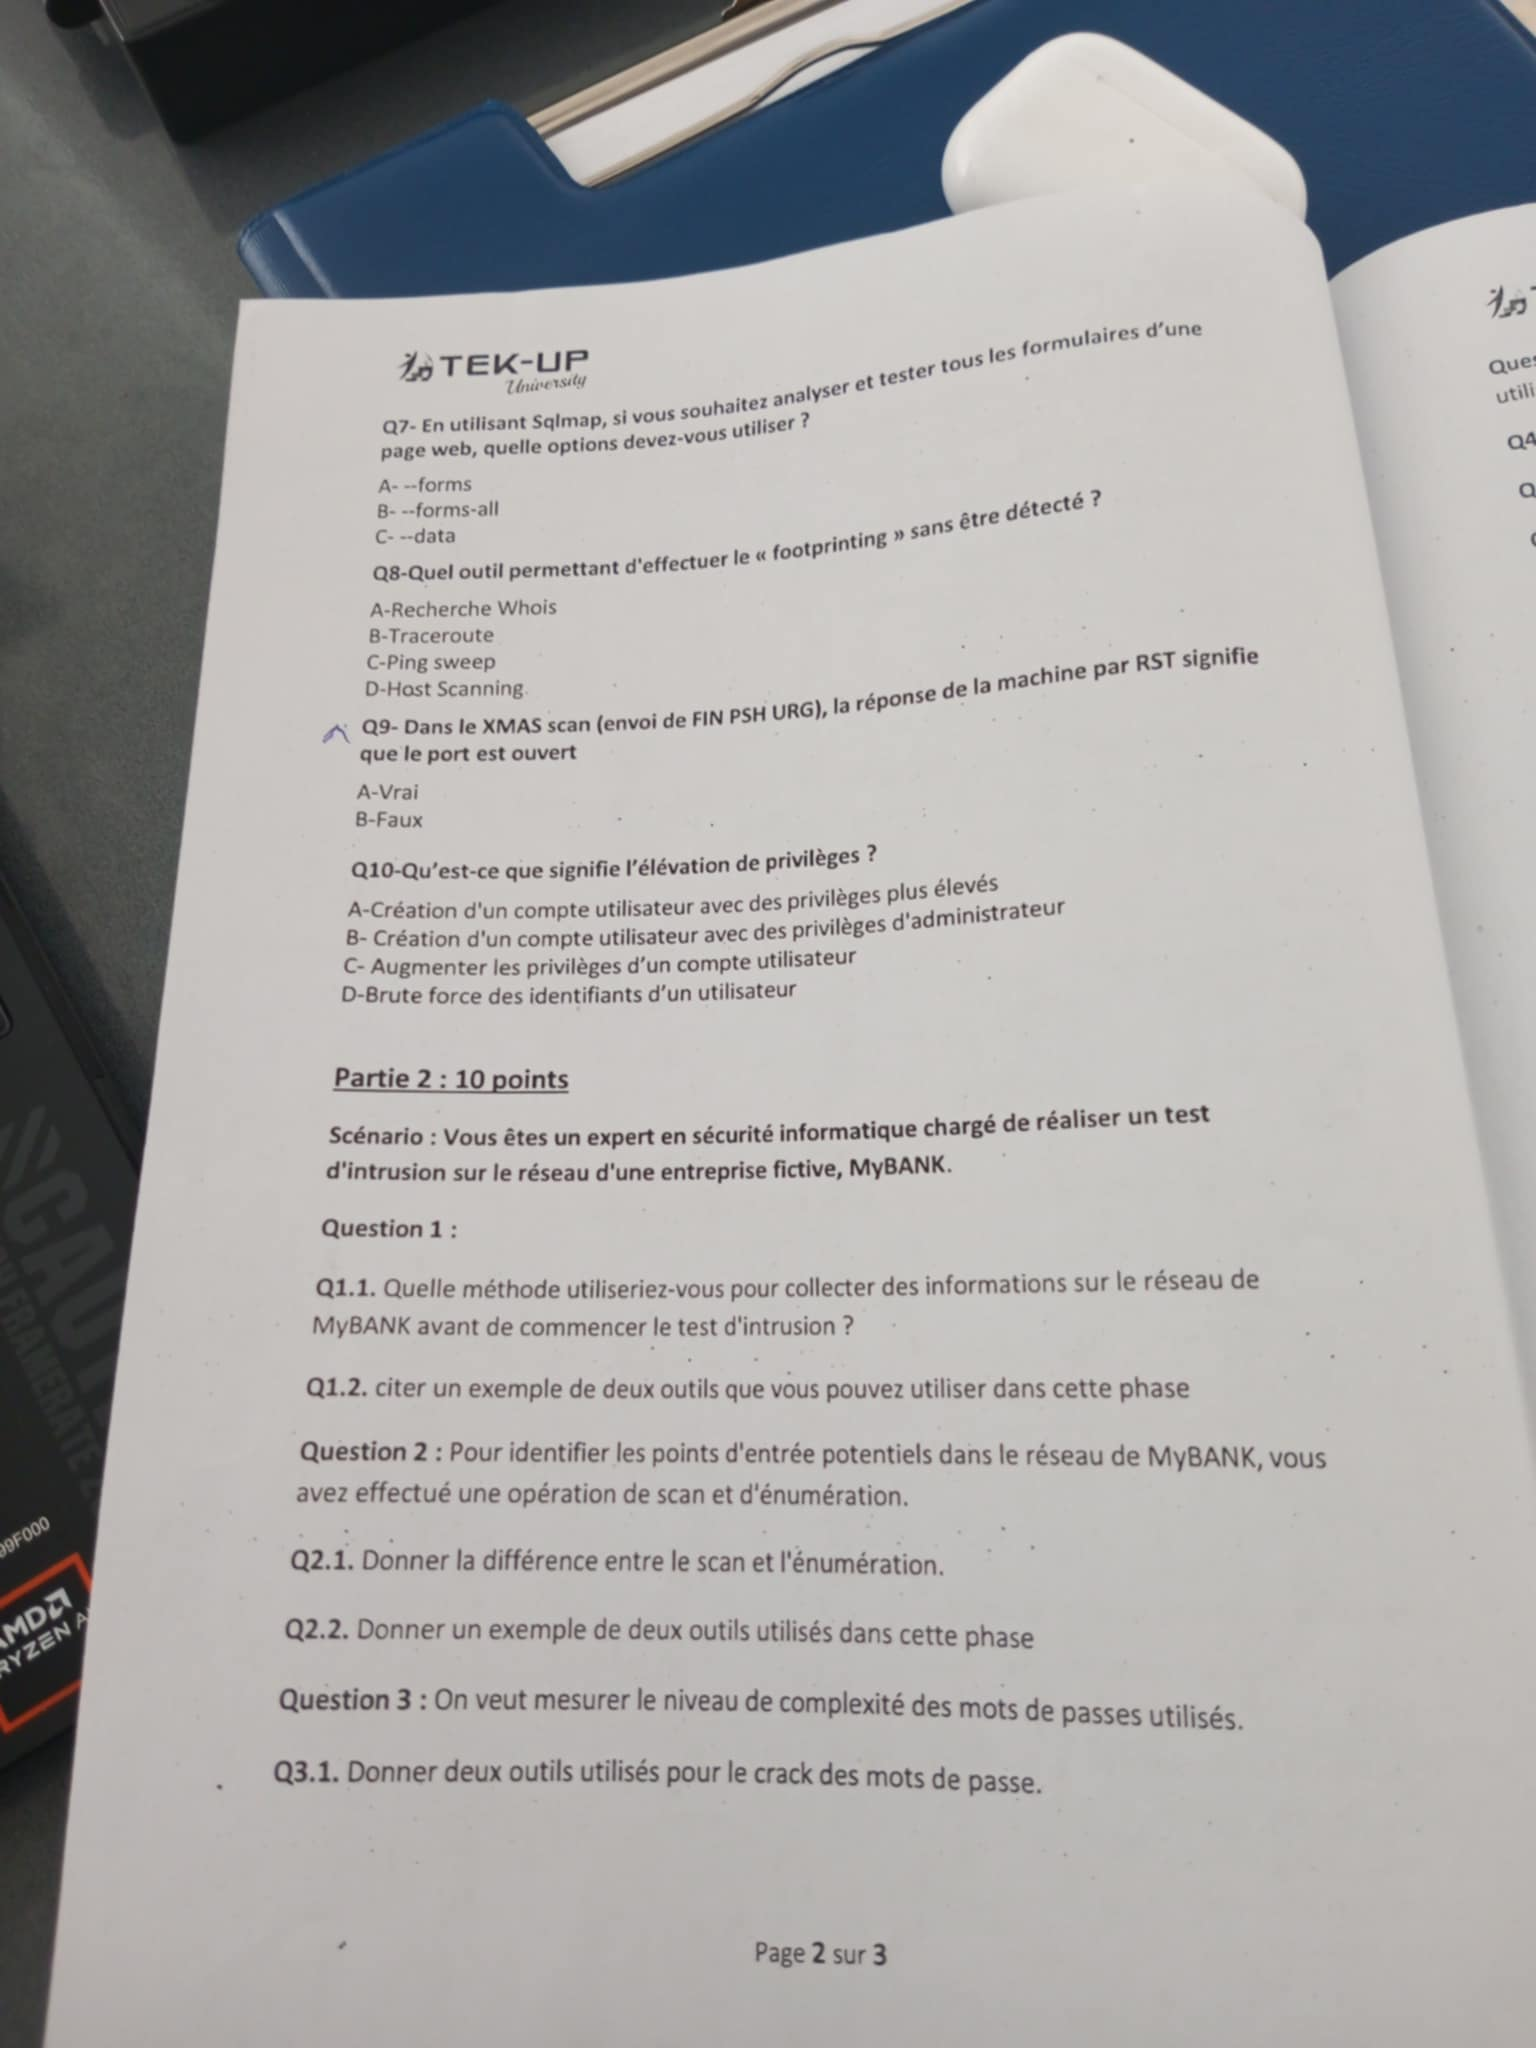 TEK-UP
University
Q7- En utilisant Sqlmap, si vous souhaitez analyser et tester tous les formulaires d'une
page web, quelle options devez-vous utiliser ?
A- --forms
B- --forms-all
C- --data
Q8-Quel outil permettant d'effectuer le « footprinting » sans être détecté ?
A-Recherche Whois
B-Traceroute
C-Ping sweep
D-Host Scanning
Q9- Dans le XMAS scan (envoi de FIN PSH URG), la réponse de la machine par RST signifie
que le port est ouvert
A-Vrai
B-Faux
Q10-Qu'est-ce que signifie l'élévation de privilèges ?
A-Création d'un compte utilisateur avec des privilèges plus élevés
B- Création d'un compte utilisateur avec des privilèges d'administrateur
C- Augmenter les privilèges d'un compte utilisateur
D-Brute force des identifiants d'un utilisateur
Partie 2 : 10 points
Scénario : Vous êtes un expert en sécurité informatique chargé de réaliser un test
d'intrusion sur le réseau d'une entreprise fictive, MyBANK.
Question 1 :
Q1.1. Quelle méthode utiliseriez-vous pour collecter des informations sur le réseau de
MyBANK avant de commencer le test d'intrusion ?
Q1.2. citer un exemple de deux outils que vous pouvez utiliser dans cette phase
Question 2 : Pour identifier les points d'entrée potentiels dans le réseau de MyBANK, vous
avez effectué une opération de scan et d'énumération.
Q2.1. Donner la différence entre le scan et l'énumération.
Q2.2. Donner un exemple de deux outils utilisés dans cette phase
Question 3 : On veut mesurer le niveau de complexité des mots de passes utilisés.
Q3.1. Donner deux outils utilisés pour le crack des mots de passe.
Page 2 sur 3
Q4
99F000
AMD
RYZEN
FRAMERATE